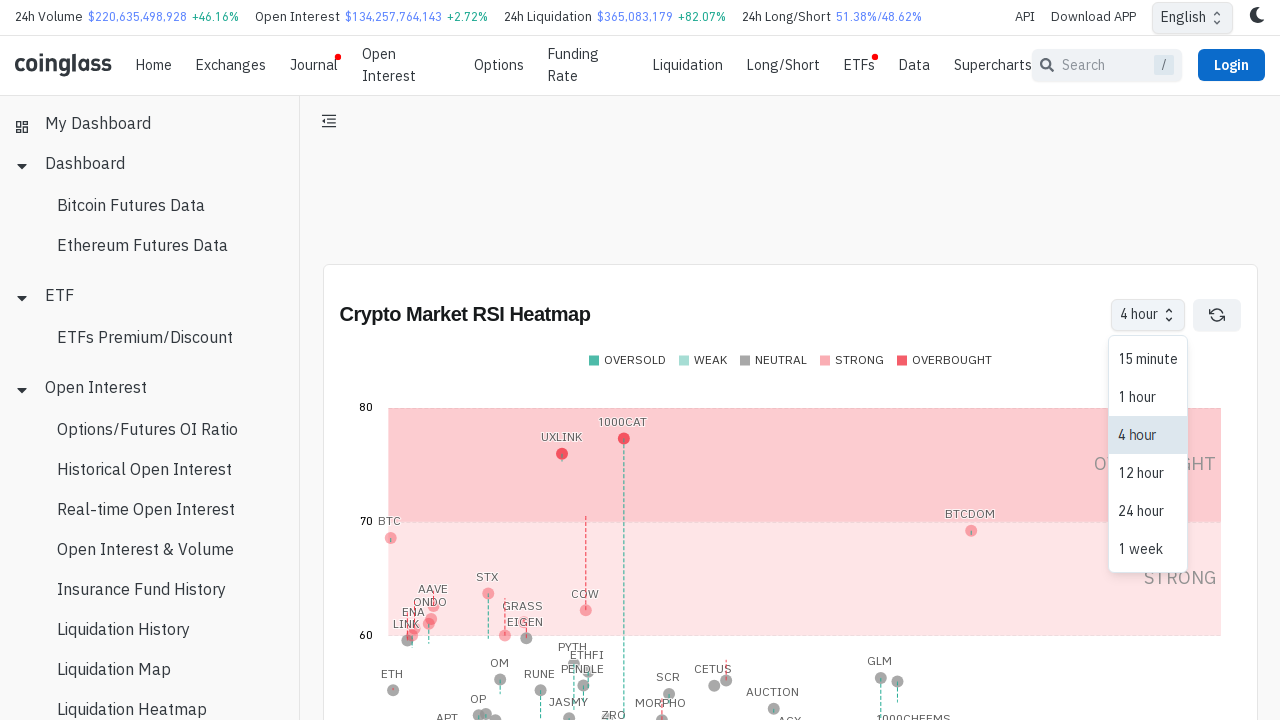 24h Volume $220,635,498,928 +46.16% Open Interest $134,257,764,143 +2.72% 24h Liquidation $365,083,179 +82.07% 24h Long/Short 51.38%/48.62% API Download APP English
coinglass Home Exchanges Journal Open Interest Options Funding Rate Liquidation Long/Short ETFs Data Supercharts Search / Login
My Dashboard
Dashboard
Bitcoin Futures Data
Ethereum Futures Data
ETF
ETFs Premium/Discount
Open Interest
Options/Futures OI Ratio
Historical Open Interest
Real-time Open Interest
Open Interest & Volume
Insurance Fund History
Liquidation History
Liquidation Map
Liquidation Heatmap
Crypto Market RSI Heatmap
4 hour
15 minute
1 hour
4 hour
12 hour
24 hour
1 week
OVERSOLD WEAK NEUTRAL STRONG OVERBOUGHT
80
1000CAT
UXLINK
70 BTC
BTCDOM
STRONG
STX
AAVE
COW
ONDO
GRASS
ENA
LINK
EIGEN
60
PYTH
ETHFI
OM
GLM
PENDLE
CETUS
ETH
RUNE
SCR
AUCTION
OP
JASMY
MORPHO
ZRO
APT
1000CHEEMS